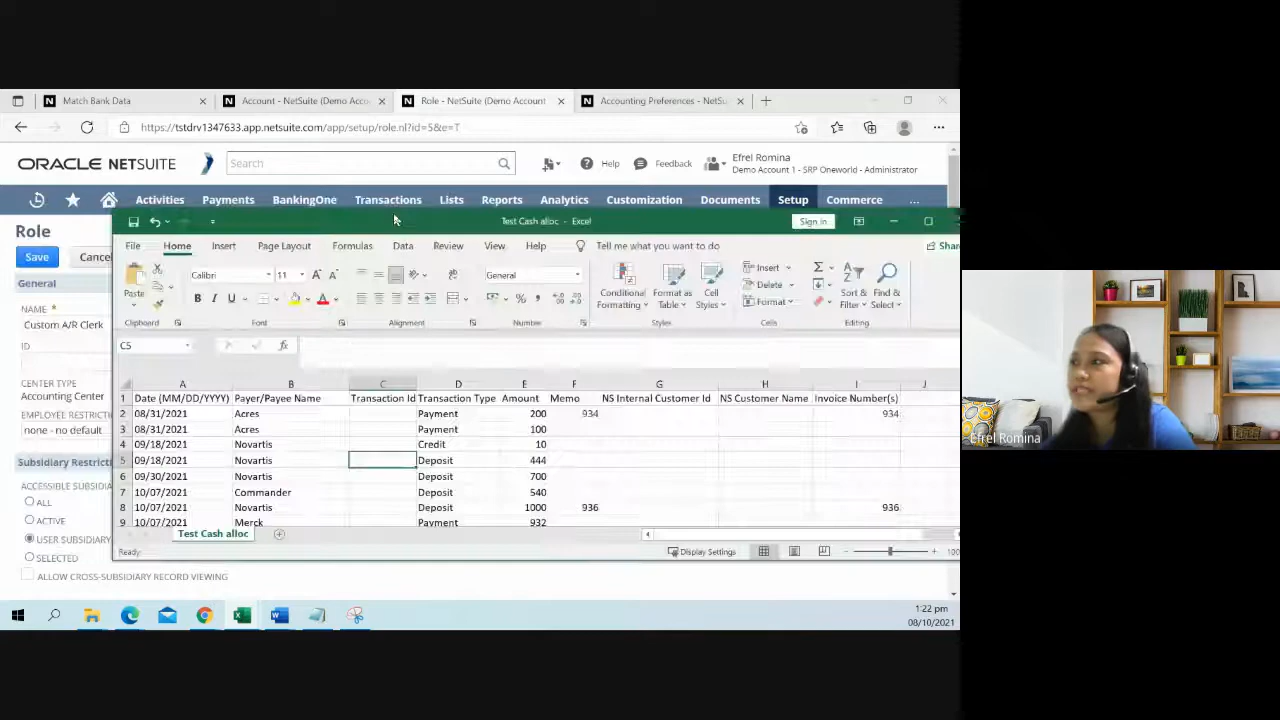 Match Bank Data
Account - NetSuite (Demo Account
Role - NetSuite (Demo Account
Accounting Preferences - NetSu
https://tstdrv1347633.app.netsuite.com/app/setup/role.nl?id=5&e=T
ORACLE NETSUITE
Search
Help
Feedback
Efrel Romina
Demo Account 1 - SRP Oneworld - Administrator
Activities Payments BankingOne Transactions Lists Reports Analytics Customization Documents Setup Commerce ...
Role
Save
Cance
General
NAME *
Custom A/R Clerk
ID
CENTER TYPE
Accounting Center
EMPLOYEE RESTRIC
none - no default
Subsidiary Restricti
ACCESSIBLE SUBSIDIA
ALL
ACTIVE
USER SUBSIDIARY
SELECTED
ALLOW CROSS-SUBSIDIARY RECORD VIEWING
Test Cash alloc - Excel
Sign in
File Home Insert Page Layout Formulas Data Review View Help Tell me what you want to do Share
Paste
Clipboard
Calibri 11
B I U
Font
Alignment
General
Number
Conditional Formatting
Format as Table
Cell Styles
Styles
Insert
Delete
Format
Cells
Sort & Filter
Find & Select
Editing
C5 fx
A B C D E F G H I J
1 Date (MM/DD/YYYY) Payer/Payee Name Transaction Id Transaction Type Amount Memo NS Internal Customer Id NS Customer Name Invoice Number(s)
2 08/31/2021 Acres Payment 200 934 934
3 08/31/2021 Acres Payment 100
4 09/18/2021 Novartis Credit 10
5 09/18/2021 Novartis Deposit 444
6 09/30/2021 Novartis Deposit 700
7 10/07/2021 Commander Deposit 540
8 10/07/2021 Novartis Deposit 1000 936 936
9 10/07/2021 Merck Payment 932
Test Cash alloc
Ready
Display Settings
100
1:22 pm
08/10/2021
Efrel Romina